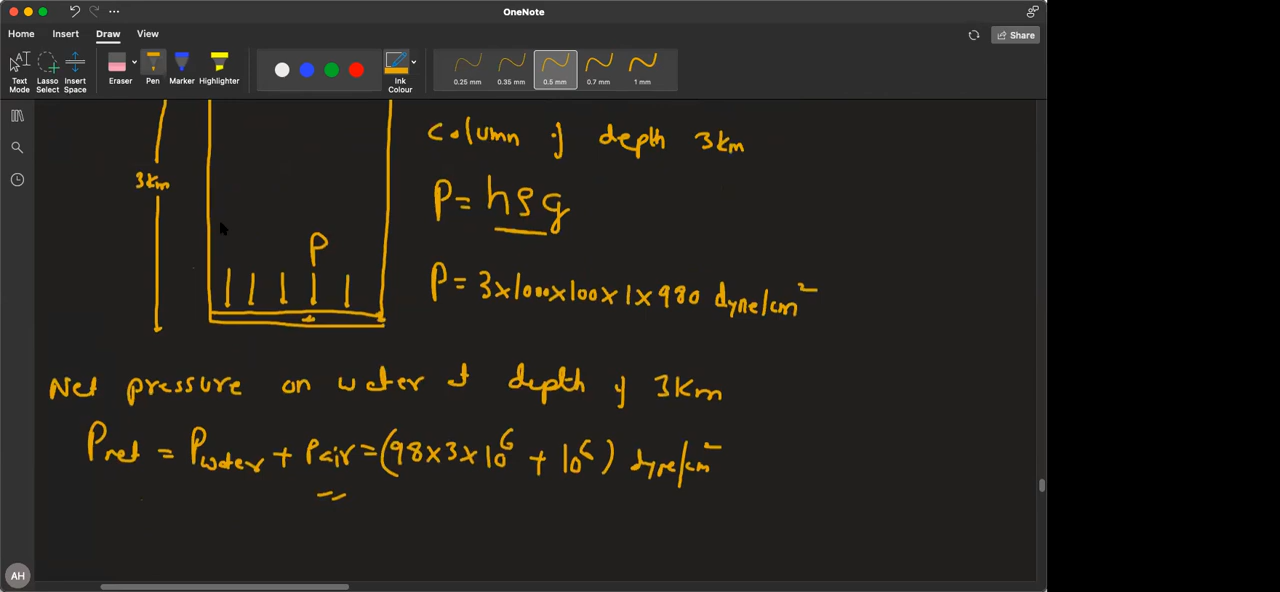 OneNote
Home Insert Draw View
Share
Text Mode
Lasso Select
Insert Space
Eraser
Pen
Marker
Highlighter
Ink Colour
0.25 mm
0.35 mm
0.5 mm
0.7 mm
1 mm
column of depth 3km
3km
P = hρg
P
P = 3×1000×100×1×980 dyne/cm²
Net pressure on water at depth of 3Km
Pnet = Pwater + Pair = (98×3×10⁶ + 10⁶) dyne/cm²
AH